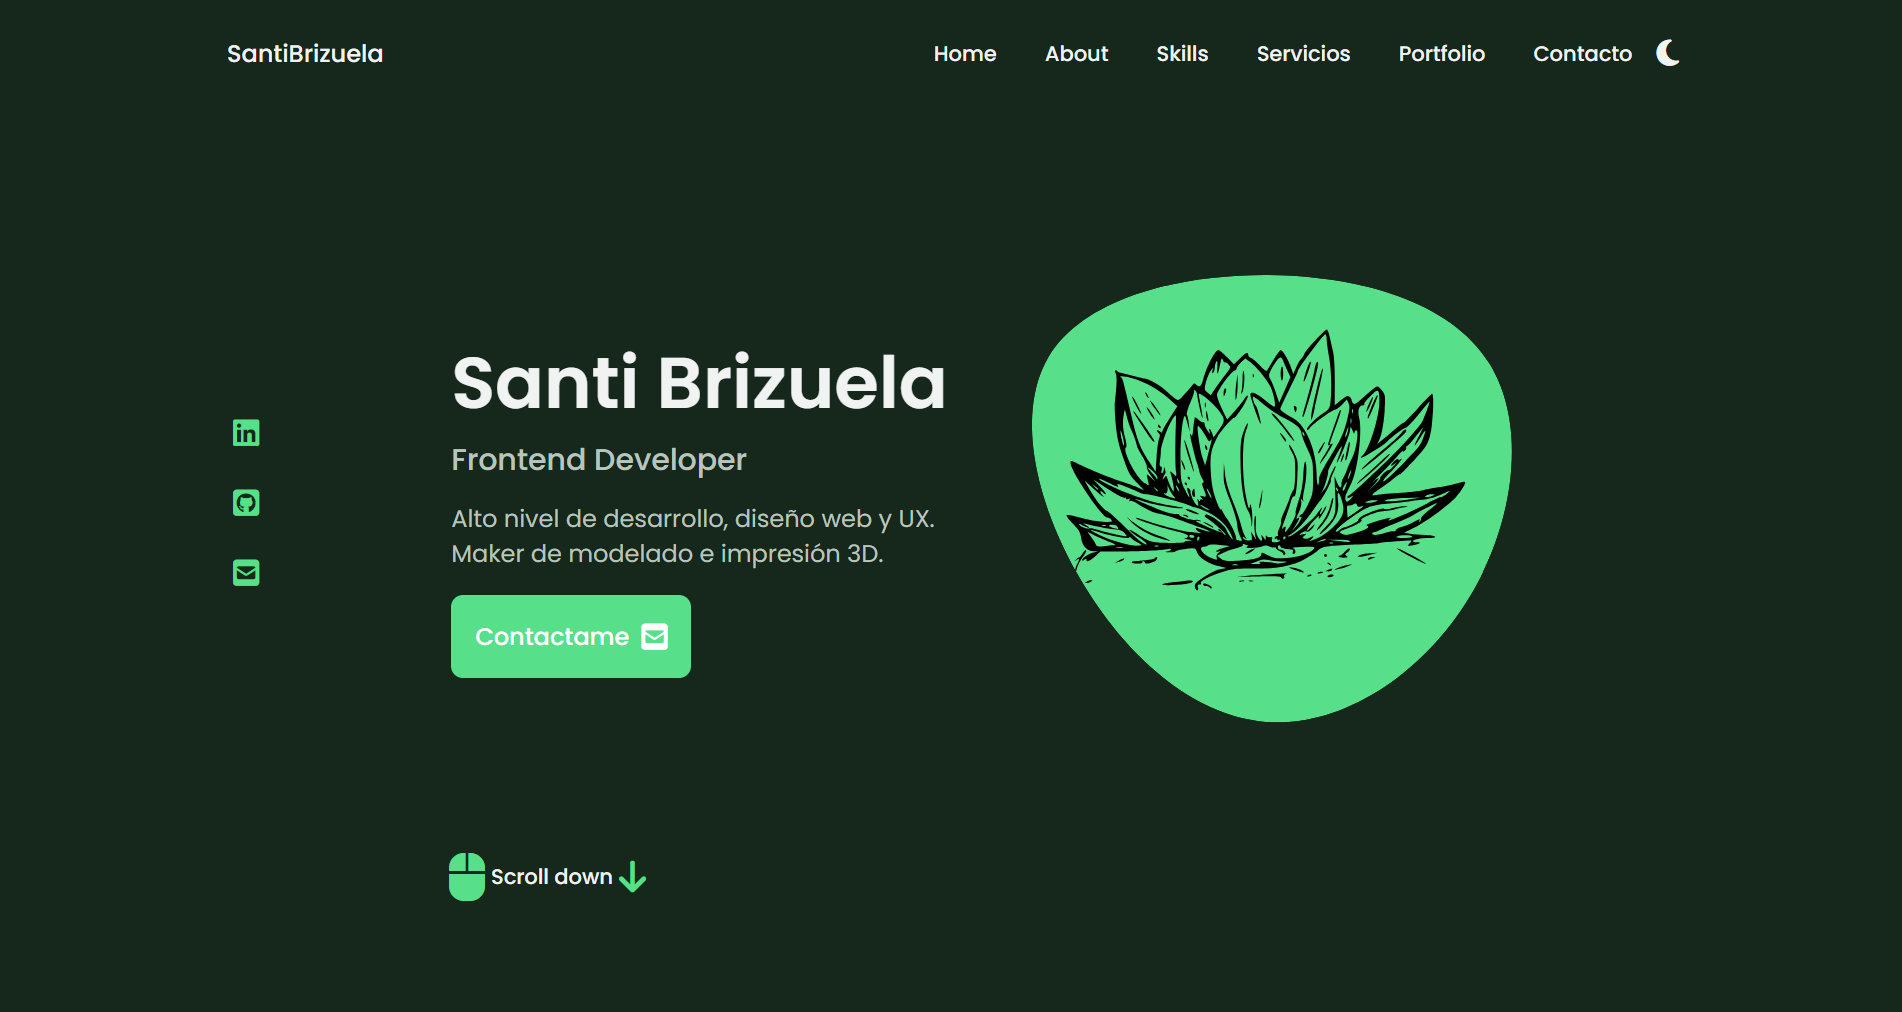 SantiBrizuela
Home
About
Skills
Servicios
Portfolio
Contacto
Santi Brizuela
Frontend Developer
Alto nivel de desarrollo, diseño web y UX.
Maker de modelado e impresión 3D.
Contactame
Scroll down